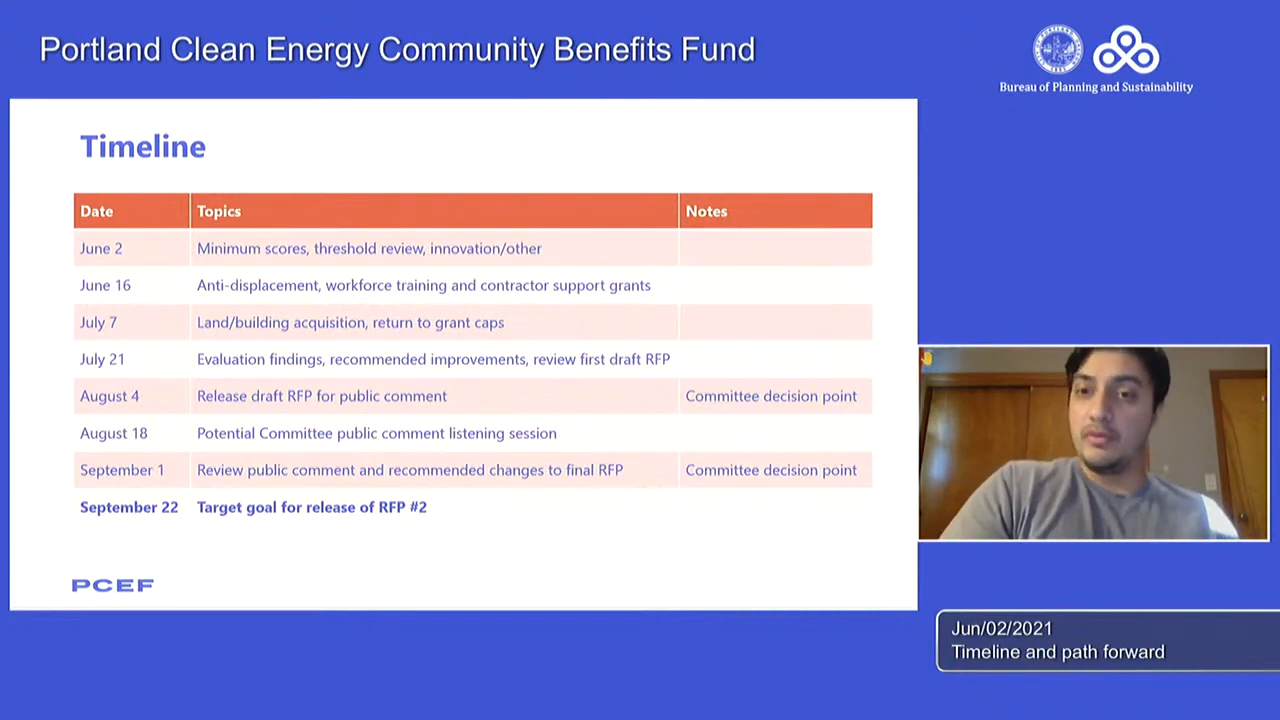 Portland Clean Energy Community Benefits Fund
Bureau of Planning and Sustainability
Timeline
Date Topics Notes
June 2 Minimum scores, threshold review, innovation/other
June 16 Anti-displacement, workforce training and contractor support grants
July 7 Land/building acquisition, return to grant caps
July 21 Evaluation findings, recommended improvements, review first draft RFP
August 4 Release draft RFP for public comment Committee decision point
August 18 Potential Committee public comment listening session
September 1 Review public comment and recommended changes to final RFP Committee decision point
September 22 Target goal for release of RFP #2
PCEF
Jun/02/2021
Timeline and path forward